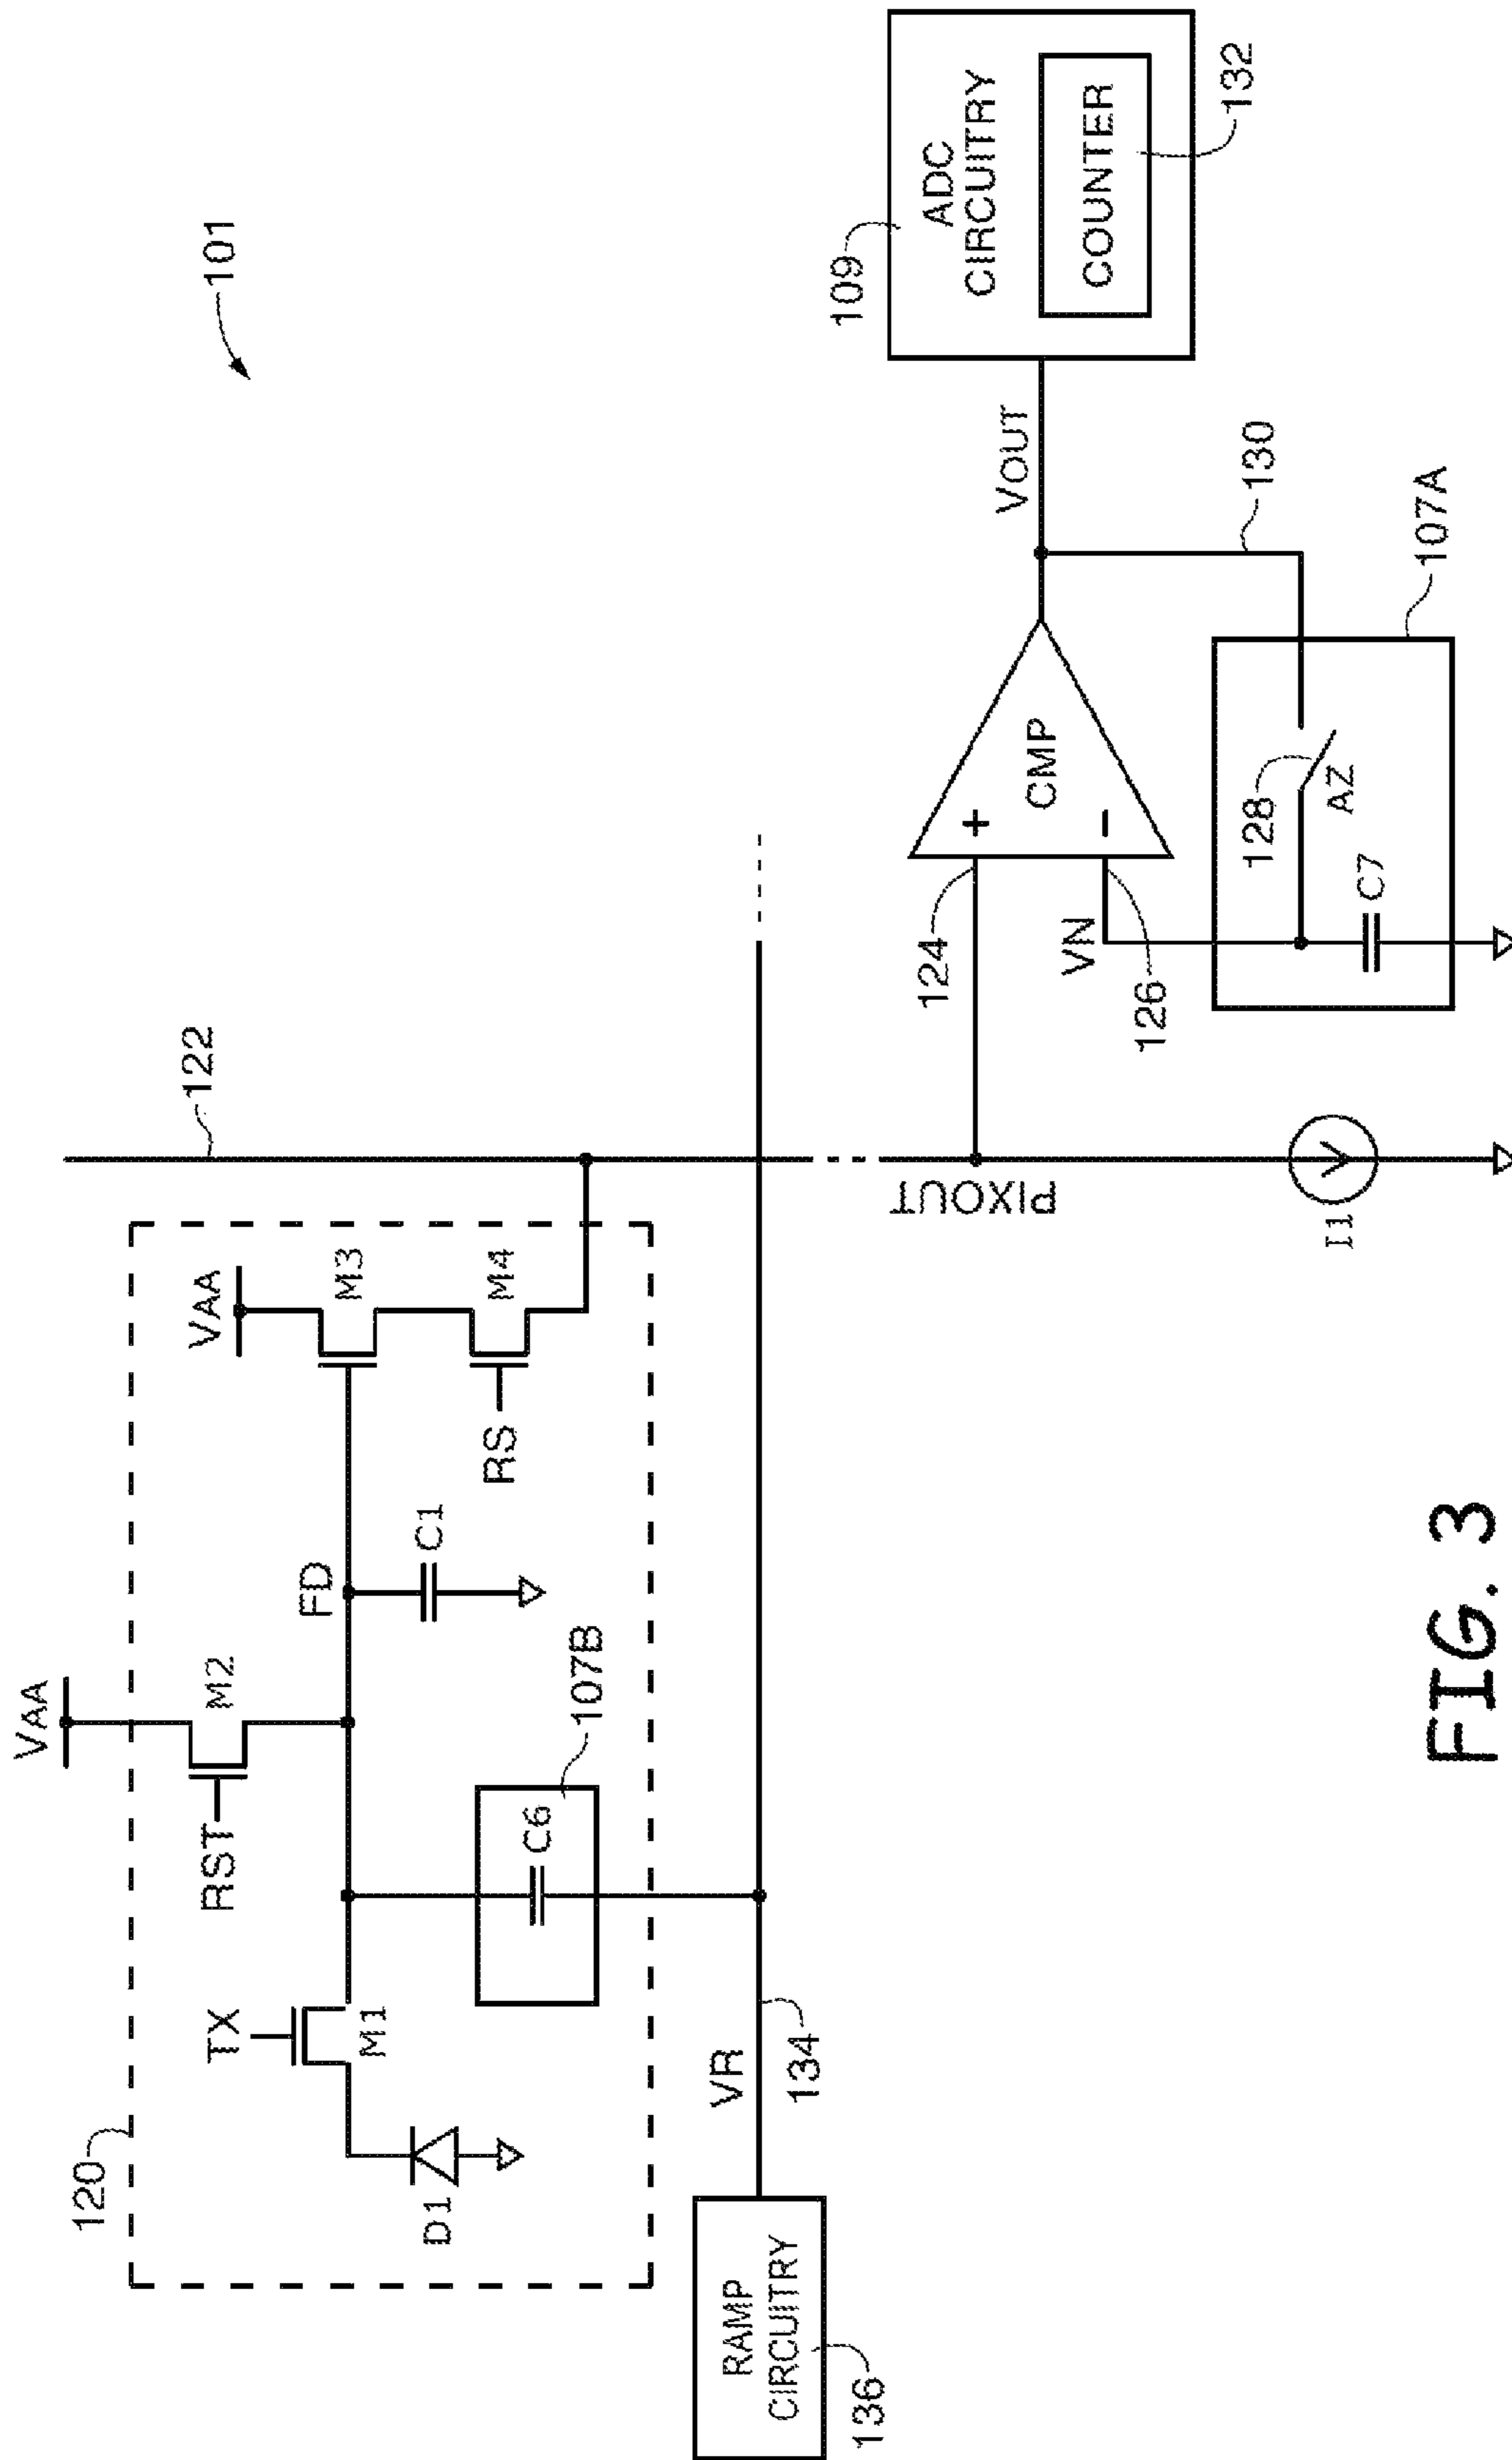 101
VAA
VAA
120
RST
M2
TX
M1
FD
C1
M3
M4
RS
122
D1
C6
107B
RAMP
CIRCUITRY
136
VR
134
PIXOUT
I1
124
VN
126
+
-
CMP
VOUT
109
ADC
CIRCUITRY
COUNTER
132
128
AZ
C7
130
107A
FIG. 3